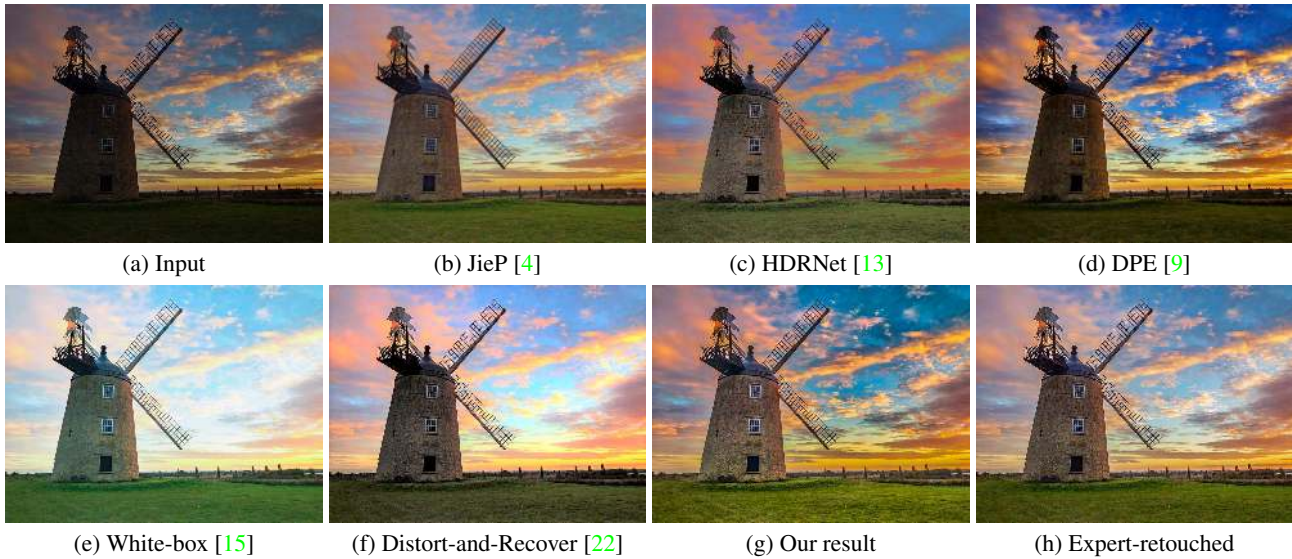 (a) Input
(b) JieP [4]
(c) HDRNet [13]
(d) DPE [9]
(e) White-box [15]
(f) Distort-and-Recover [22]
(g) Our result
(h) Expert-retouched